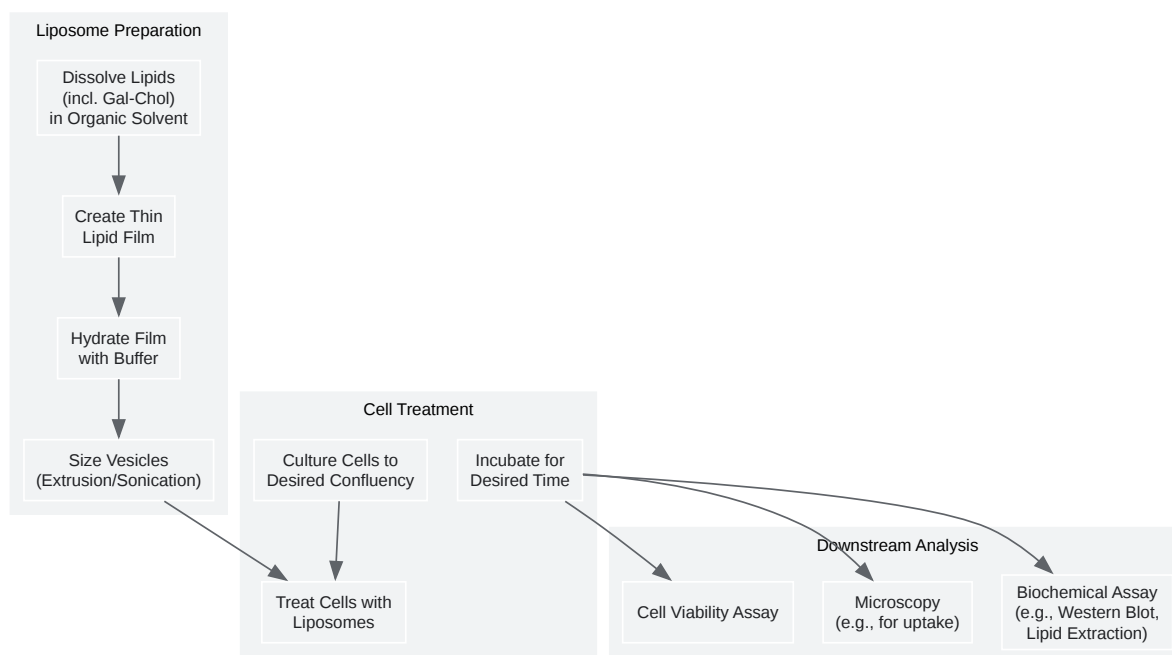 Liposome Preparation
Dissolve Lipids
(incl. Gal-Chol)
in Organic Solvent
Create Thin
Lipid Film
Hydrate Film
with Buffer
Size Vesicles
(Extrusion/Sonication)
Cell Treatment
Culture Cells to
Desired Confluency
Incubate for
Desired Time
Treat Cells with
Liposomes
Downstream Analysis
Cell Viability Assay
Microscopy
(e.g., for uptake)
Biochemical Assay
(e.g., Western Blot,
Lipid Extraction)